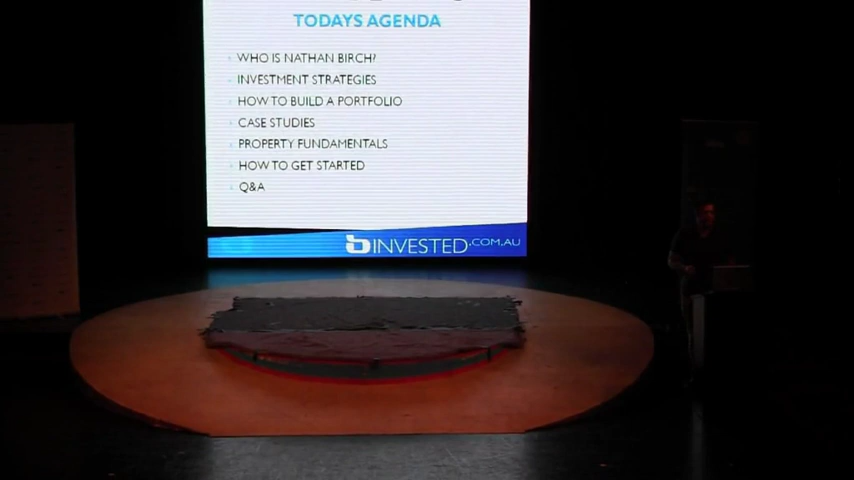 TODAYS AGENDA
WHO IS NATHAN BIRCH?
INVESTMENT STRATEGIES
HOW TO BUILD A PORTFOLIO
CASE STUDIES
PROPERTY FUNDAMENTALS
HOW TO GET STARTED
Q&A
bINVESTED.COM.AU